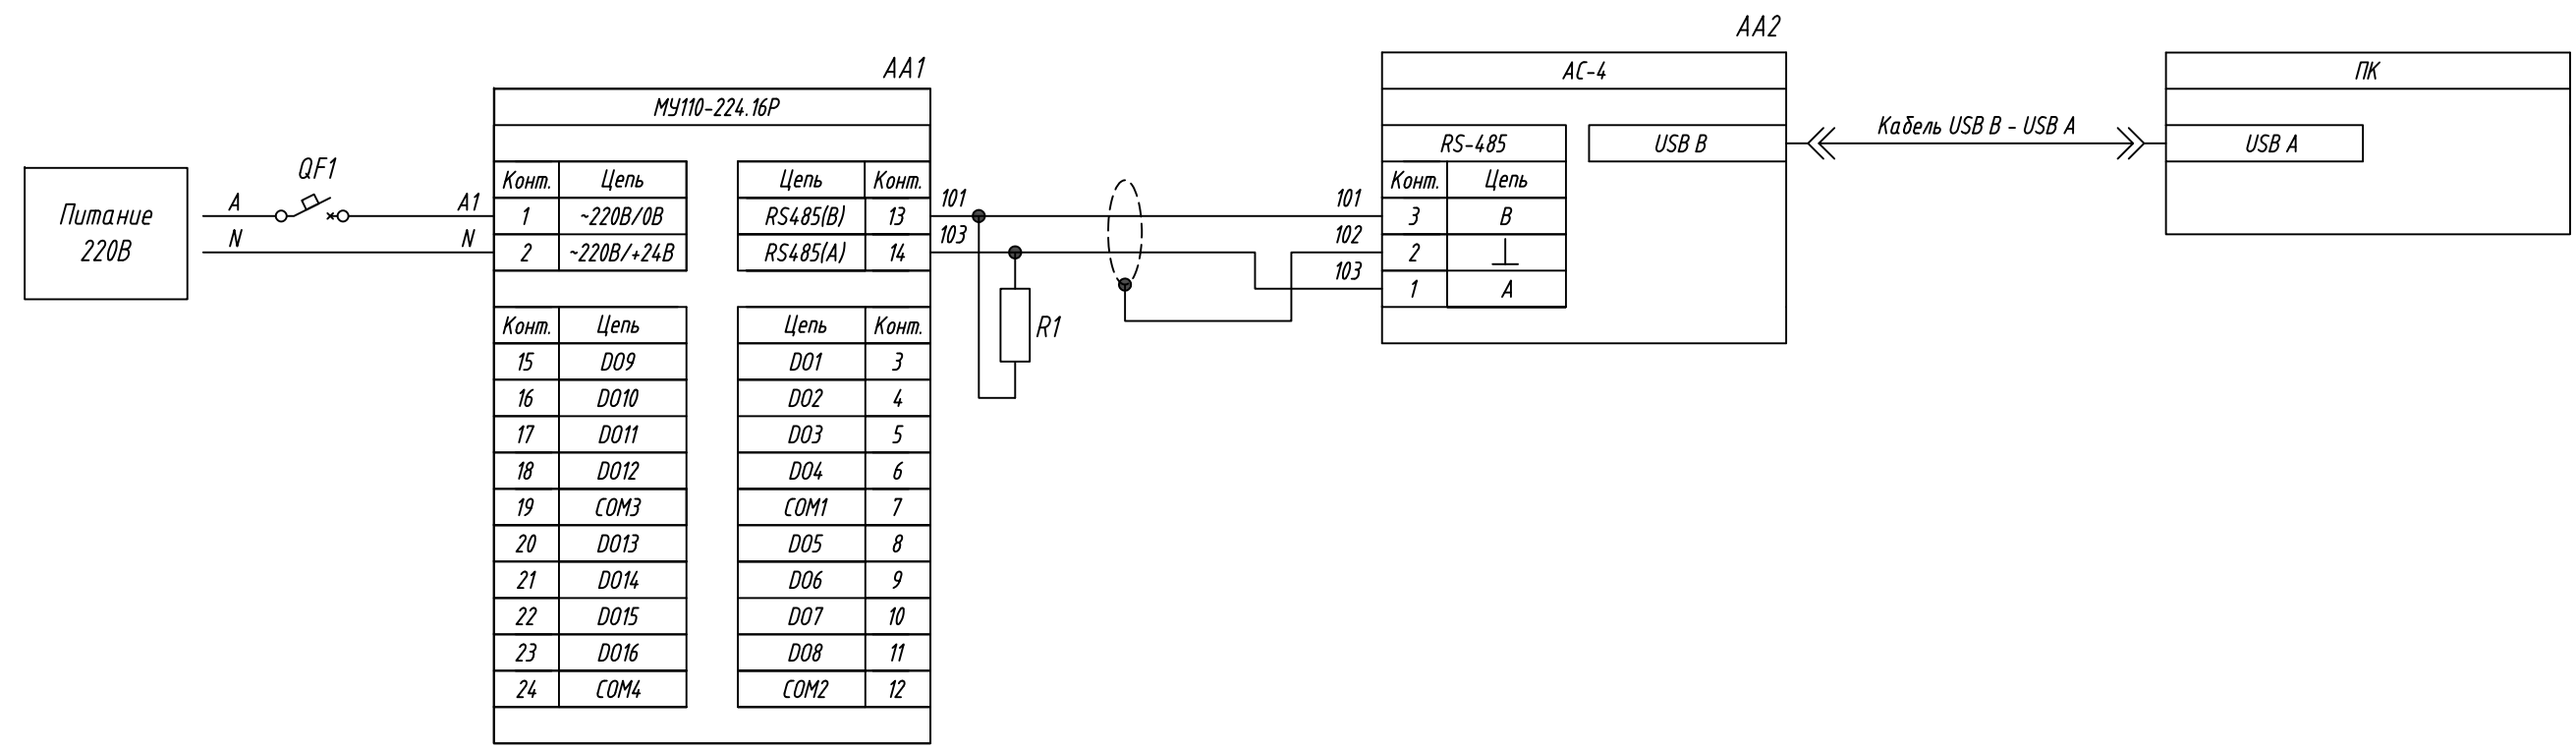 Питание
220В
QF1
А
N
А1
N
АА1
МУ110-224.16Р
Конт. Цепь Цепь Конт.
1 ~220В/0В RS485(B) 13
2 ~220В/+24В RS485(A) 14
Конт. Цепь Цепь Конт.
15 DO9 DO1 3
16 DO10 DO2 4
17 DO11 DO3 5
18 DO12 DO4 6
19 COM3 COM1 7
20 DO13 DO5 8
21 DO14 DO6 9
22 DO15 DO7 10
23 DO16 DO8 11
24 COM4 COM2 12
101
103
R1
101
102
103
АА2
АС-4
RS-485 USB B
Конт. Цепь
3 B
2 ⊥
1 A
Кабель USB B - USB A
ПК
USB A